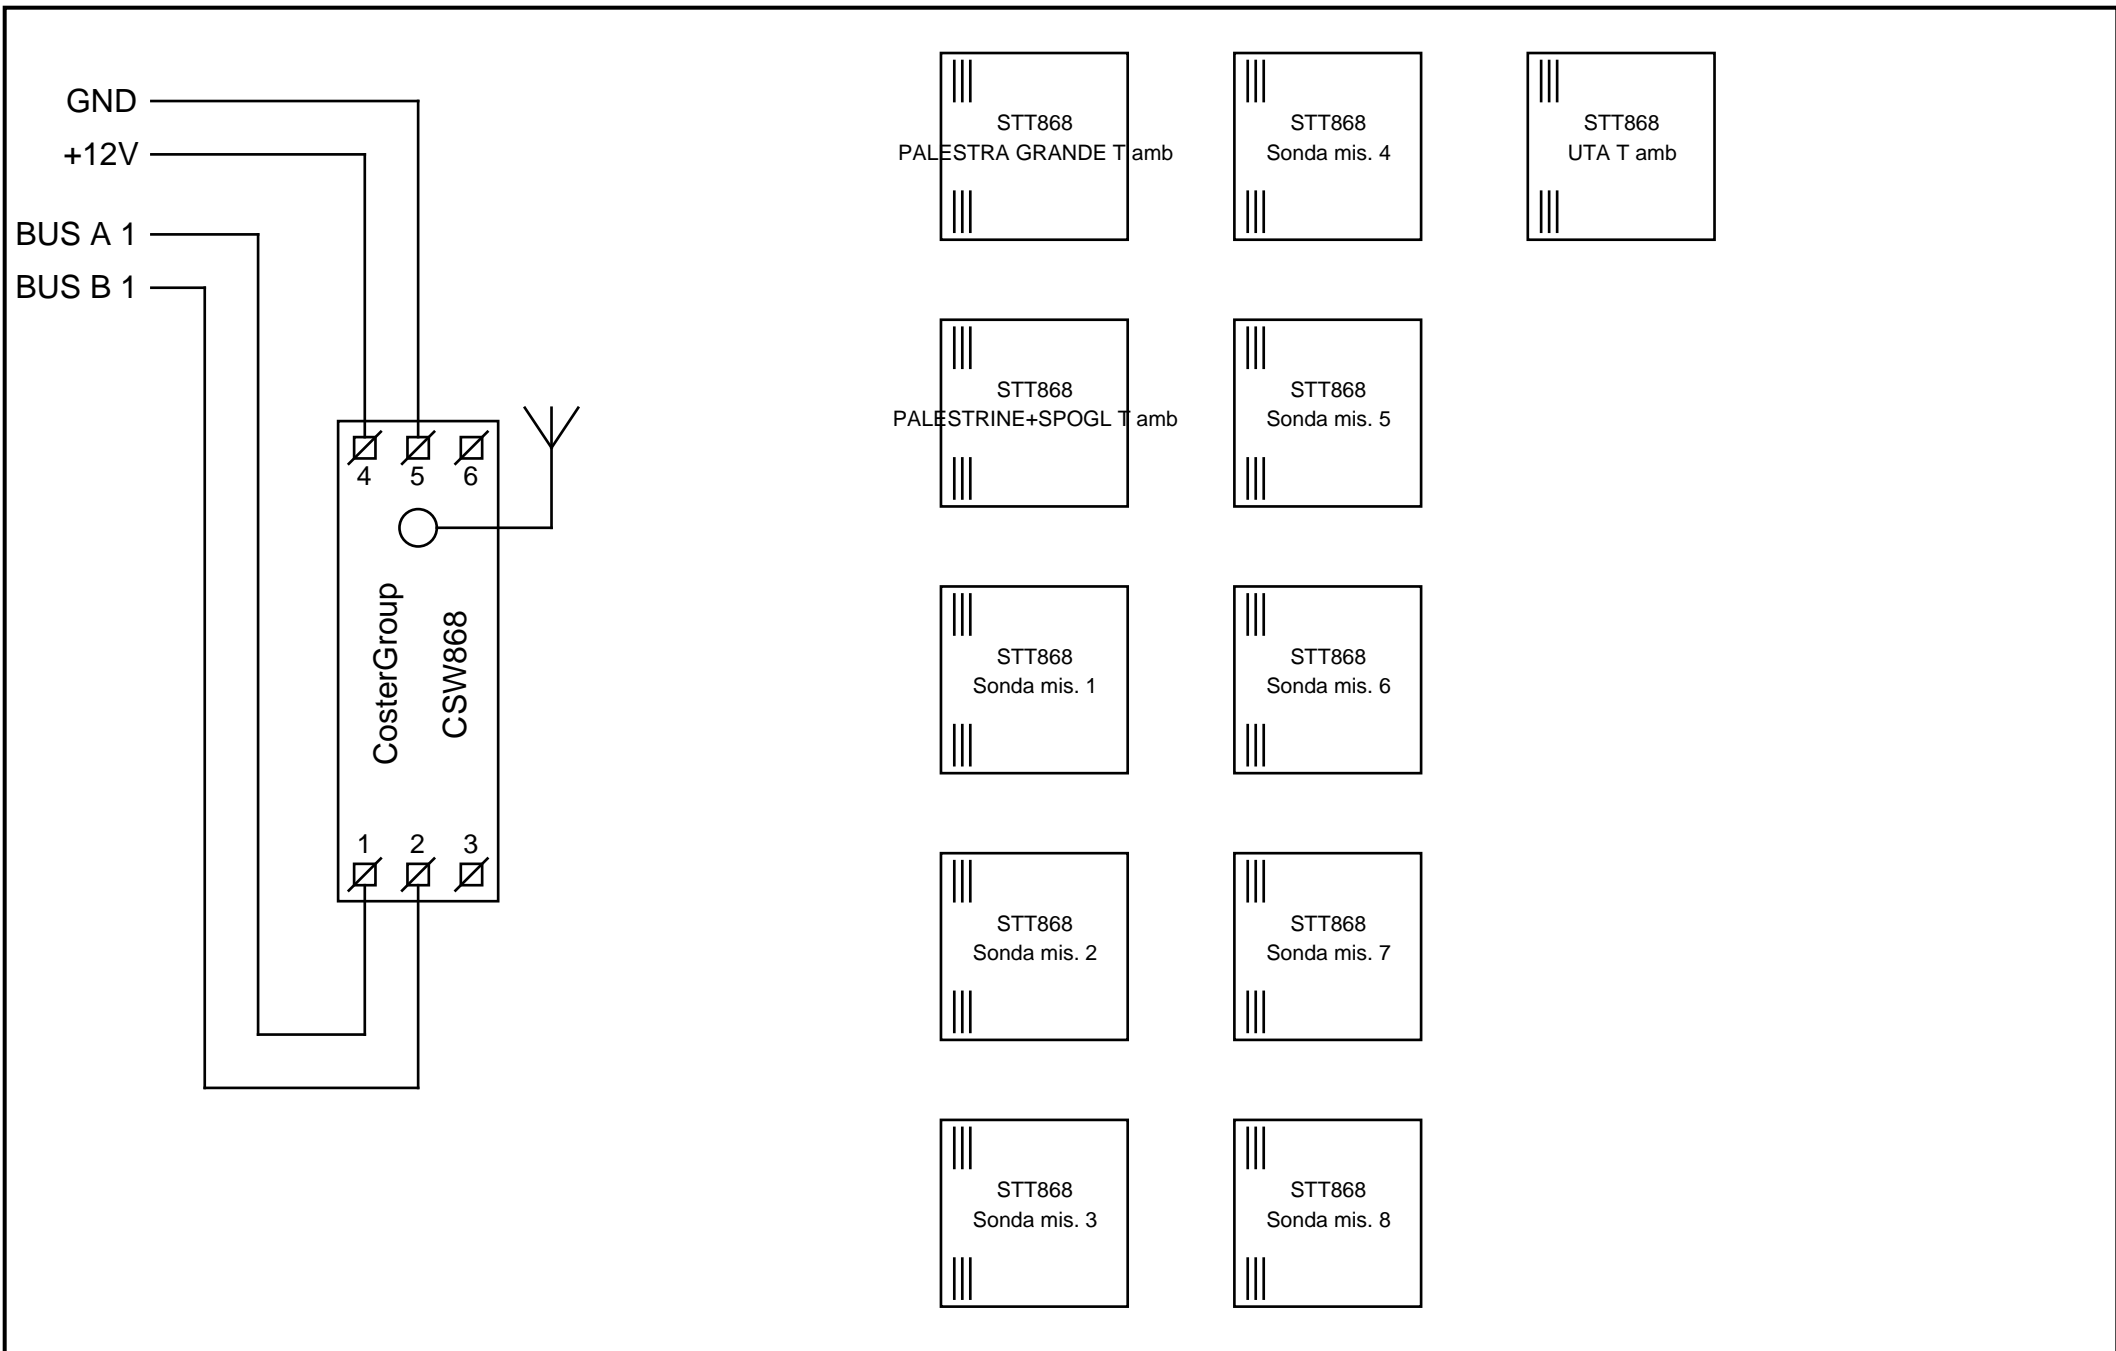 GND
+12V
BUS A 1
BUS B 1
4 5 6
CosterGroup
CSW868
1 2 3
STT868
PALESTRA GRANDE T amb
STT868
Sonda mis. 4
STT868
UTA T amb
STT868
PALESTRINE+SPOGL T amb
STT868
Sonda mis. 5
STT868
Sonda mis. 1
STT868
Sonda mis. 6
STT868
Sonda mis. 2
STT868
Sonda mis. 7
STT868
Sonda mis. 3
STT868
Sonda mis. 8